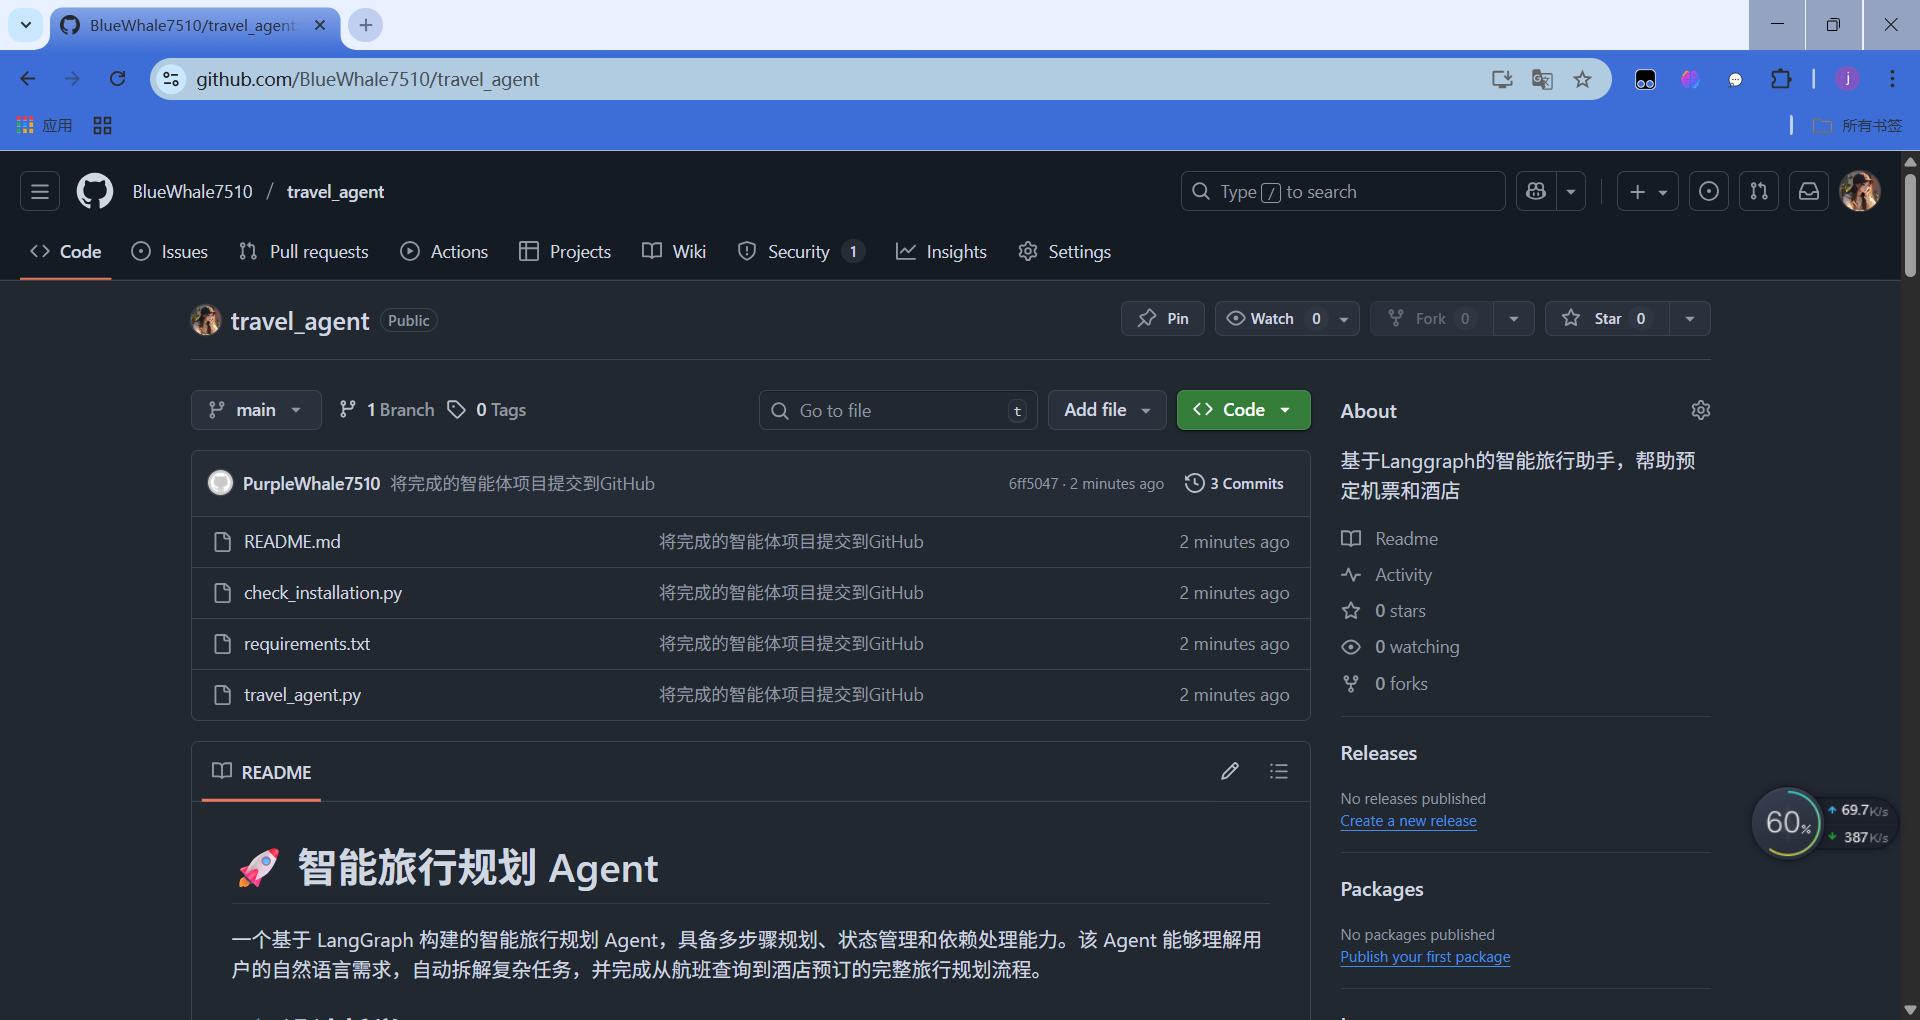 BlueWhale7510/travel_agent:
github.com/BlueWhale7510/travel_agent
j
应用
所有书签
BlueWhale7510 / travel_agent
Type / to search
Code Issues Pull requests Actions Projects Wiki Security 1 Insights Settings
travel_agent Public
Pin Watch 0 Fork 0 Star 0
main 1 Branch 0 Tags
Go to file t Add file Code
PurpleWhale7510 将完成的智能体项目提交到GitHub 6ff5047 · 2 minutes ago 3 Commits
README.md 将完成的智能体项目提交到GitHub 2 minutes ago
check_installation.py 将完成的智能体项目提交到GitHub 2 minutes ago
requirements.txt 将完成的智能体项目提交到GitHub 2 minutes ago
travel_agent.py 将完成的智能体项目提交到GitHub 2 minutes ago
README
🚀 智能旅行规划 Agent
一个基于 LangGraph 构建的智能旅行规划 Agent，具备多步骤规划、状态管理和依赖处理能力。该 Agent 能够理解用
户的自然语言需求，自动拆解复杂任务，并完成从航班查询到酒店预订的完整旅行规划流程。
About
基于Langgraph的智能旅行助手，帮助预
定机票和酒店
Readme
Activity
0 stars
0 watching
0 forks
Releases
No releases published
Create a new release
Packages
No packages published
Publish your first package
60%
69.7K/s
387K/s